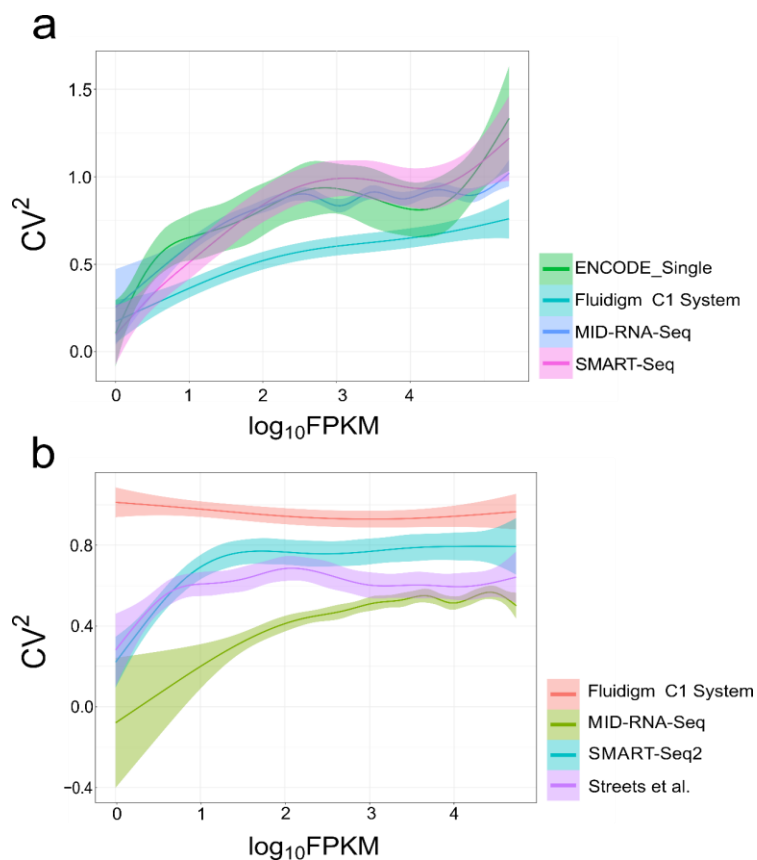 a
1.5
1.0
0.5
0.0
CV²
0 1 2 3 4
log₁₀FPKM
ENCODE_Single
Fluidigm C1 System
MID-RNA-Seq
SMART-Seq
b
0.8
0.4
0.0
−0.4
CV²
0 1 2 3 4
log₁₀FPKM
Fluidigm C1 System
MID-RNA-Seq
SMART-Seq2
Streets et al.